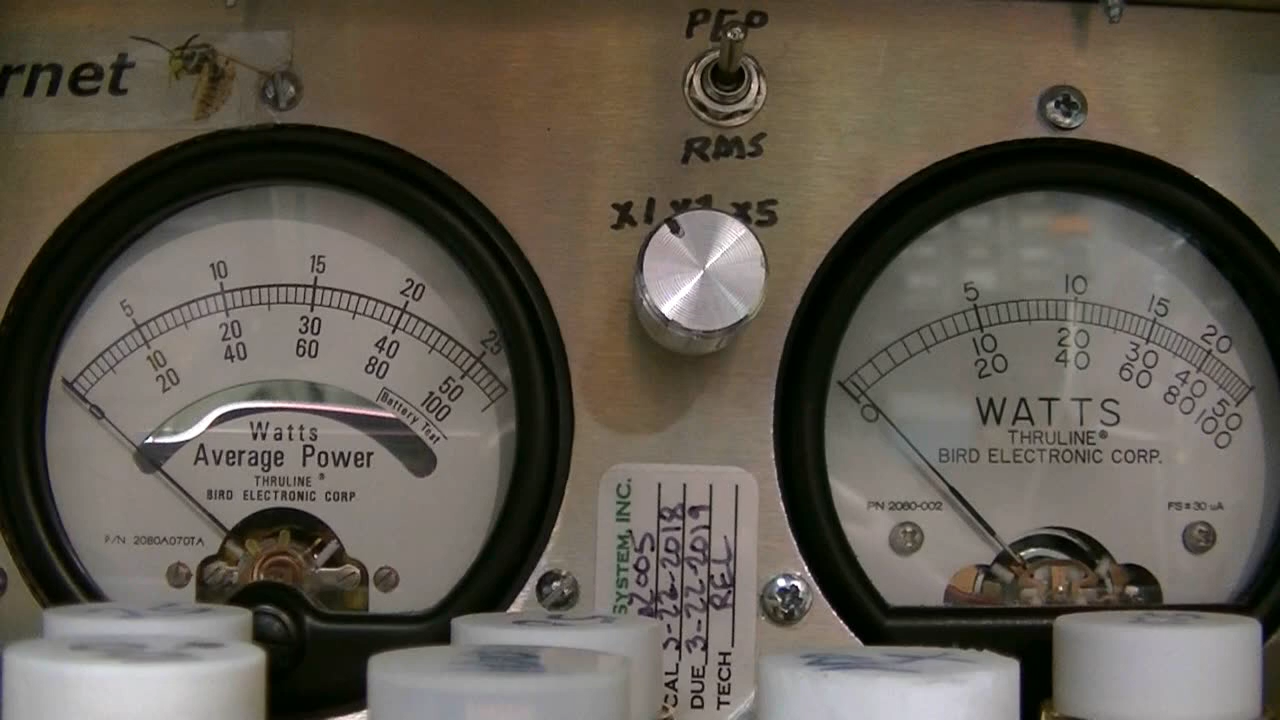 rnet
PEP
RMS
X1 X2 X5
5 10 15 20 25
10 20 30 40 50
20 40 60 80 100
0
Battery Test
Watts
Average Power
THRULINE®
BIRD ELECTRONIC CORP
P/N 2080A070TA
5 10 15 20
10 20 30 40 50
20 40 60 80 100
0
WATTS
THRULINE®
BIRD ELECTRONIC CORP.
PN 2080-002
FS = 30 uA
SYSTEM, INC.
CAL 3-22-2018
DUE 3-22-2019
TECH REL